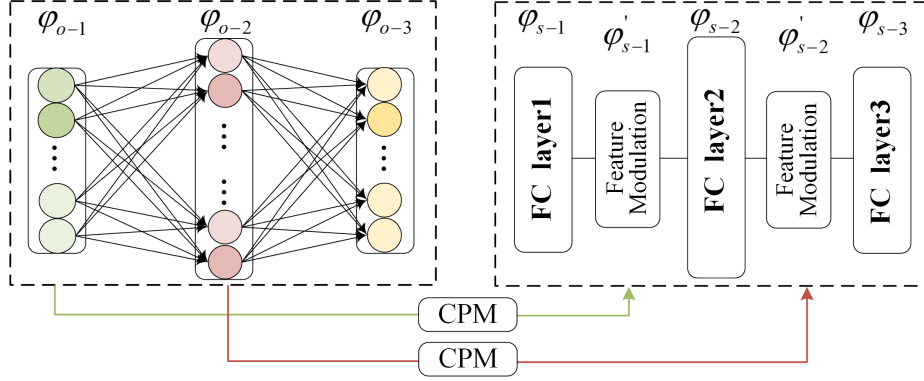 φo-1
φo-2
φo-3
φs-1
φ's-1
φs-2
φ's-2
φs-3
FC layer1
Feature
Modulation
FC layer2
Feature
Modulation
FC layer3
CPM
CPM